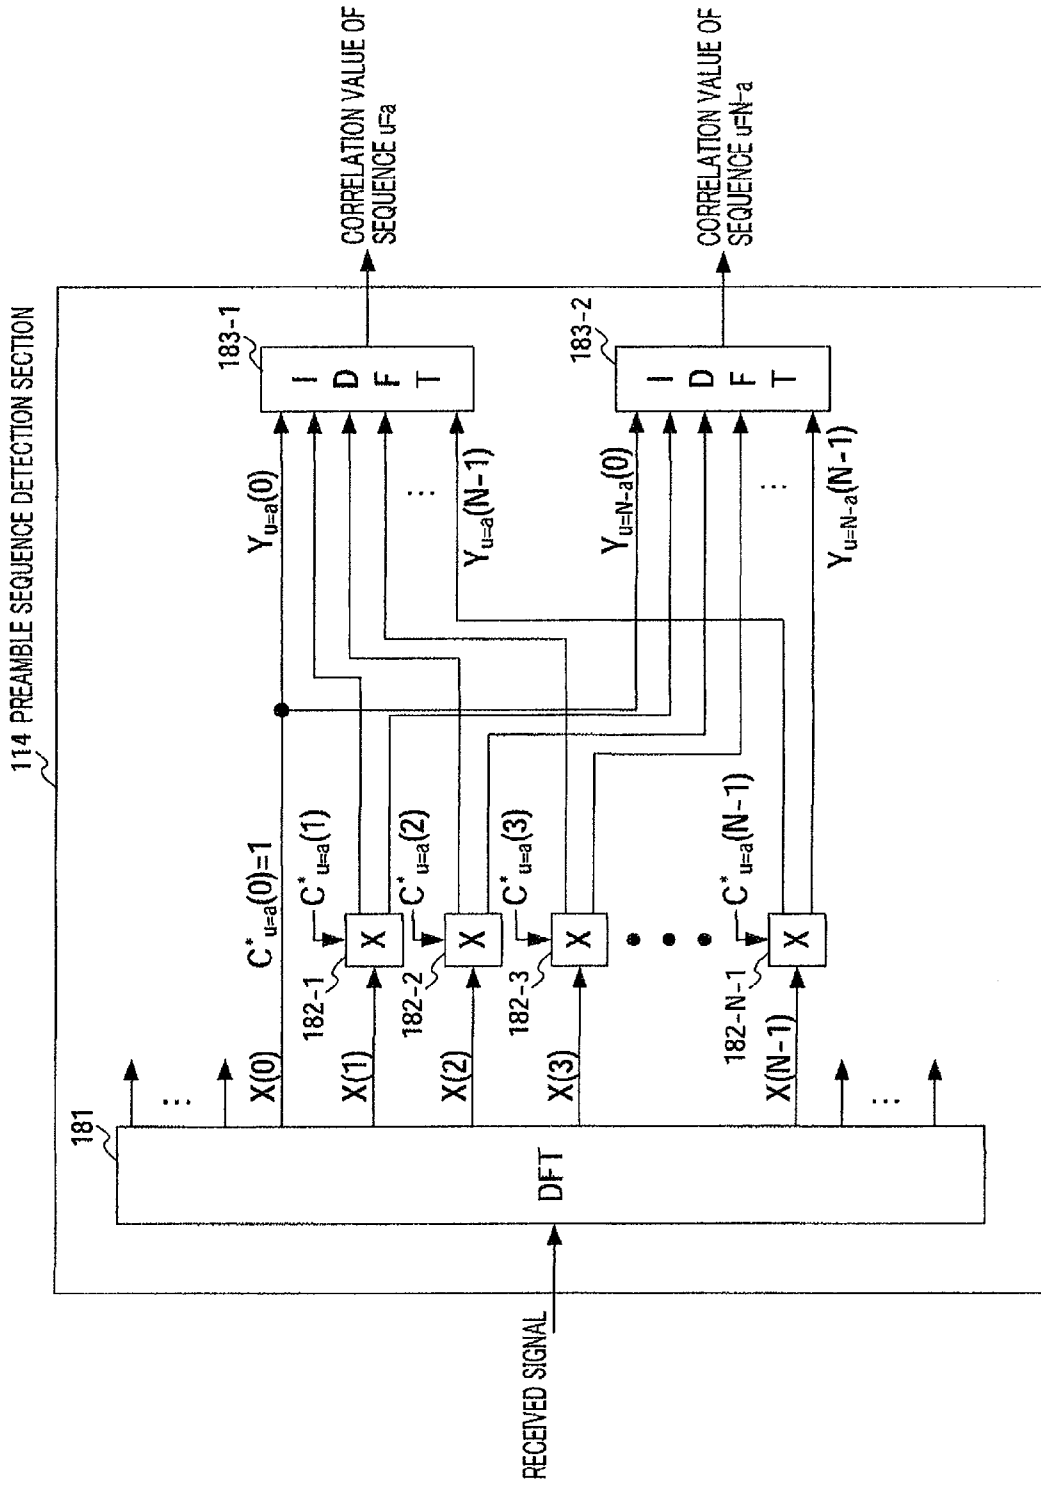 114 PREAMBLE SEQUENCE DETECTION SECTION
RECEIVED SIGNAL
181
DFT
...
X(0)
X(1)
X(2)
X(3)
X(N-1)
...
C*u=a(0)=1
182-1
C*u=a(1)
X
182-2
C*u=a(2)
X
182-3
C*u=a(3)
X
182-N-1
C*u=a(N-1)
X
Yu=a(0)
...
Yu=a(N-1)
Yu=N-a(0)
...
Yu=N-a(N-1)
183-1
I
D
F
T
183-2
I
D
F
T
CORRELATION VALUE OF
SEQUENCE u=a
CORRELATION VALUE OF
SEQUENCE u=N-a